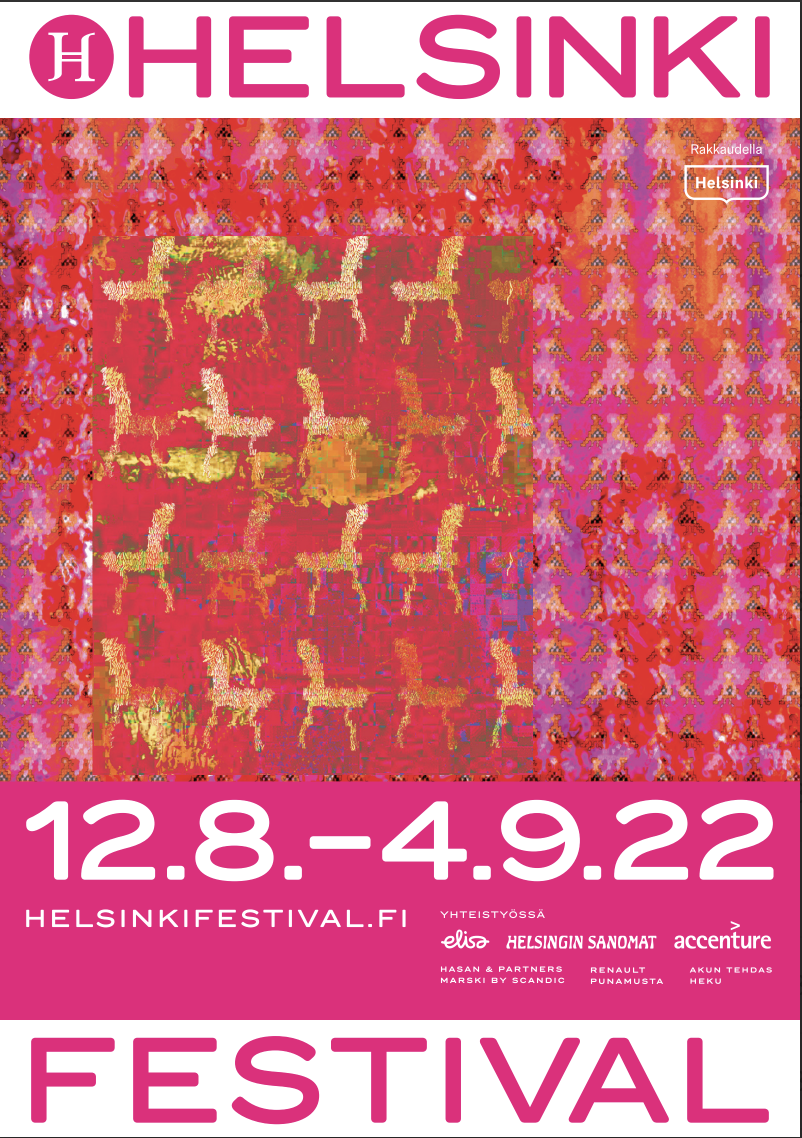 H HELSINKI
Rakkaudella
Helsinki
12.8.–4.9.22
HELSINKIFESTIVAL.FI
YHTEISTYÖSSÄ
elisa HELSINGIN SANOMAT accenture
HASAN & PARTNERS RENAULT AKUN TEHDAS
MARSKI BY SCANDIC PUNAMUSTA HEKU
FESTIVAL